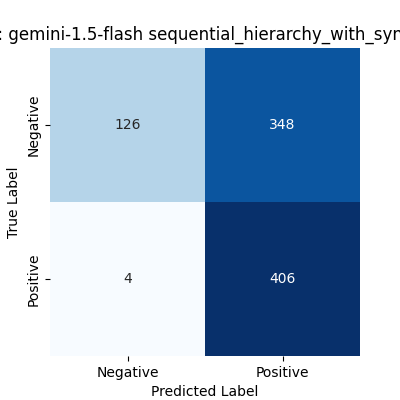 : gemini-1.5-flash sequential_hierarchy_with_syn
Negative
126
348
True Label
Positive
4
406
Negative
Positive
Predicted Label